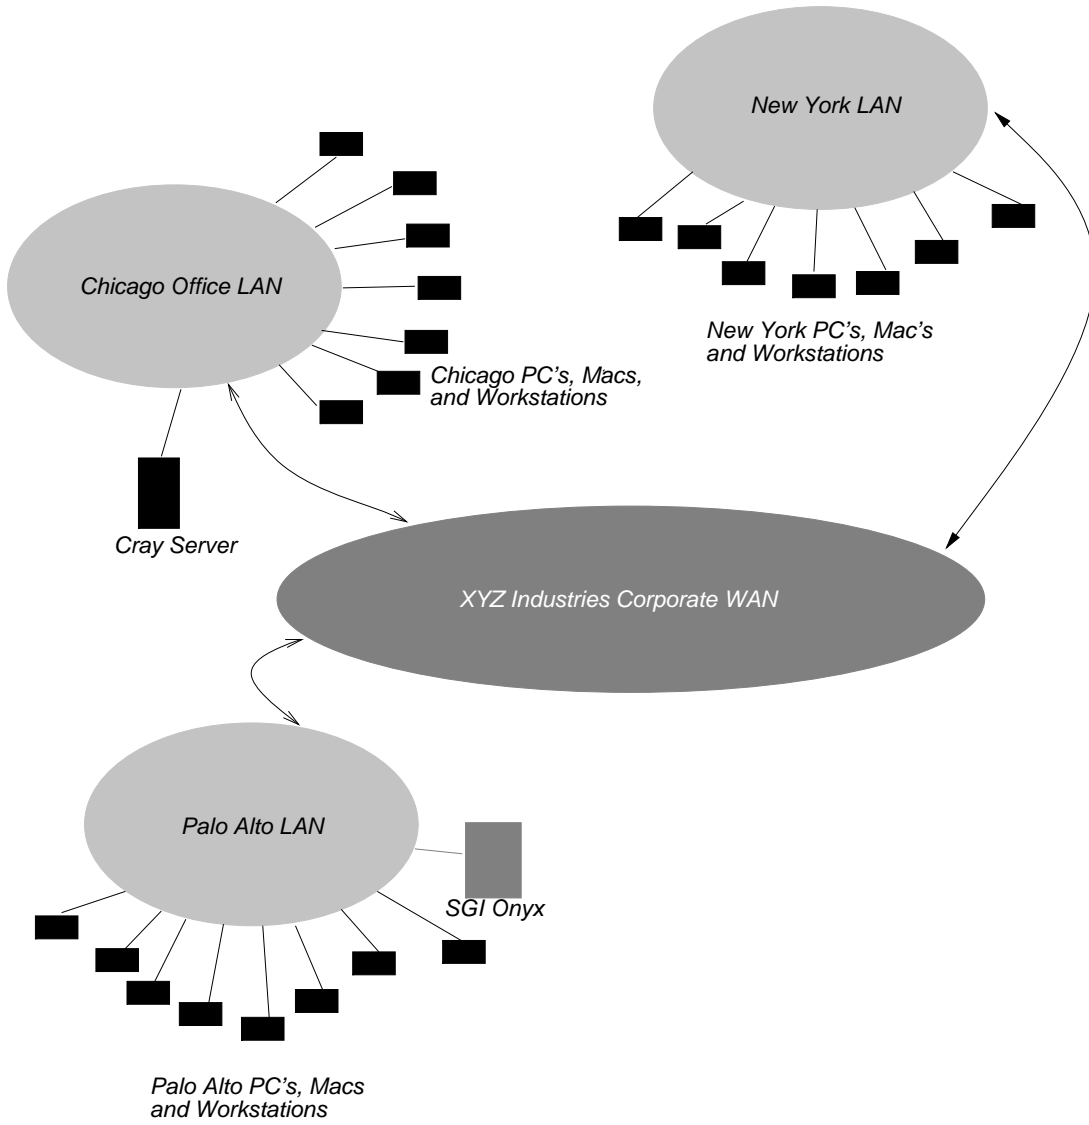 New York LAN
Chicago Office LAN
New York PC's, Mac's
and Workstations
Chicago PC's, Macs,
and Workstations
Cray Server
XYZ Industries Corporate WAN
Palo Alto LAN
SGI Onyx
Palo Alto PC's, Macs
and Workstations